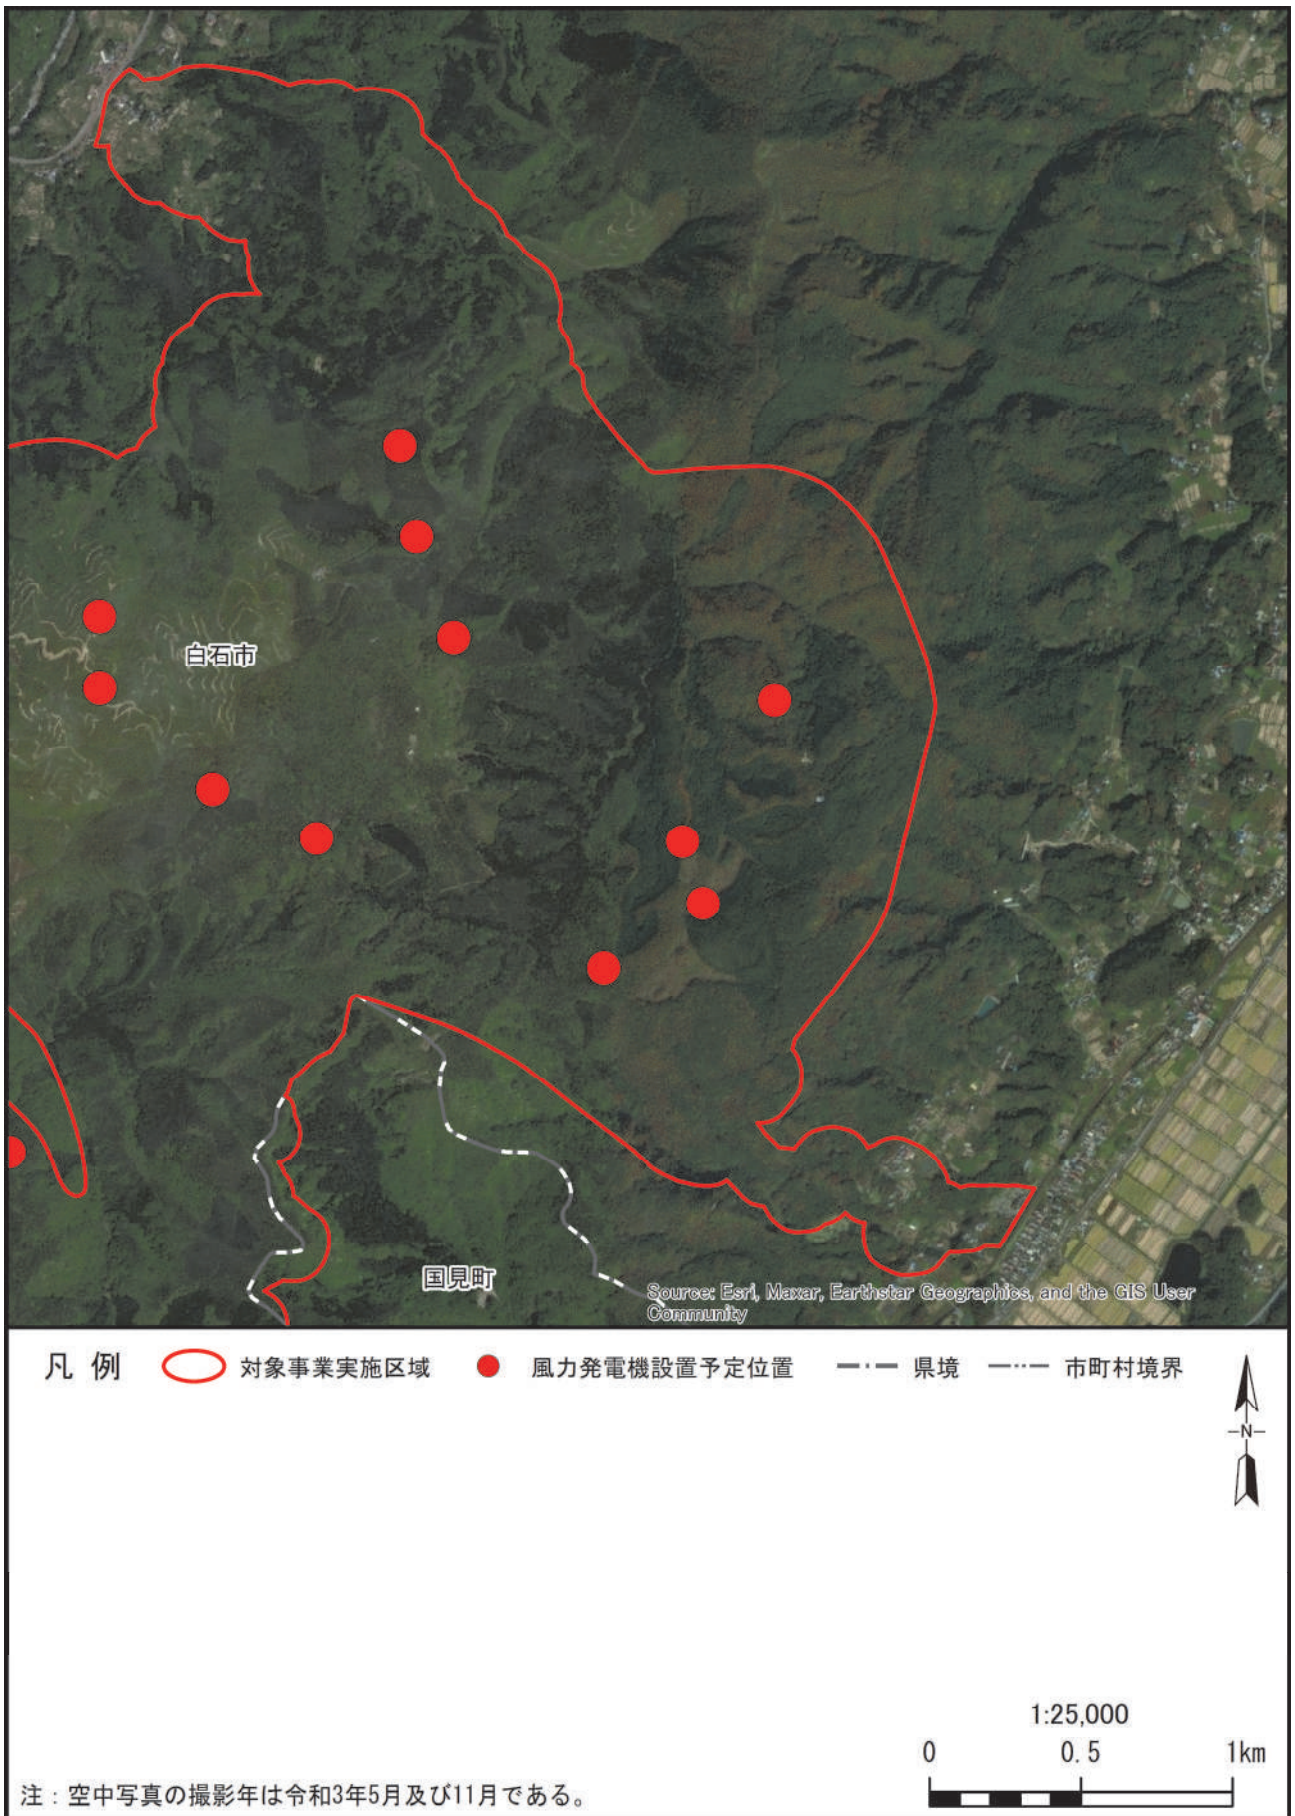 白石市
国見町
Source: Esri, Maxar, Earthstar Geographics, and the GIS User
Community
凡 例 対象事業実施区域 風力発電機設置予定位置 県境 市町村境界
N
1:25,000
0 0.5 1km
注：空中写真の撮影年は令和3年5月及び11月である。